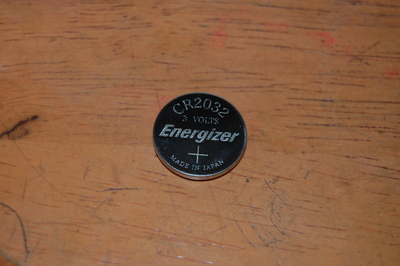 CR2032
3 VOLTS
Energizer
+
MADE IN JAPAN